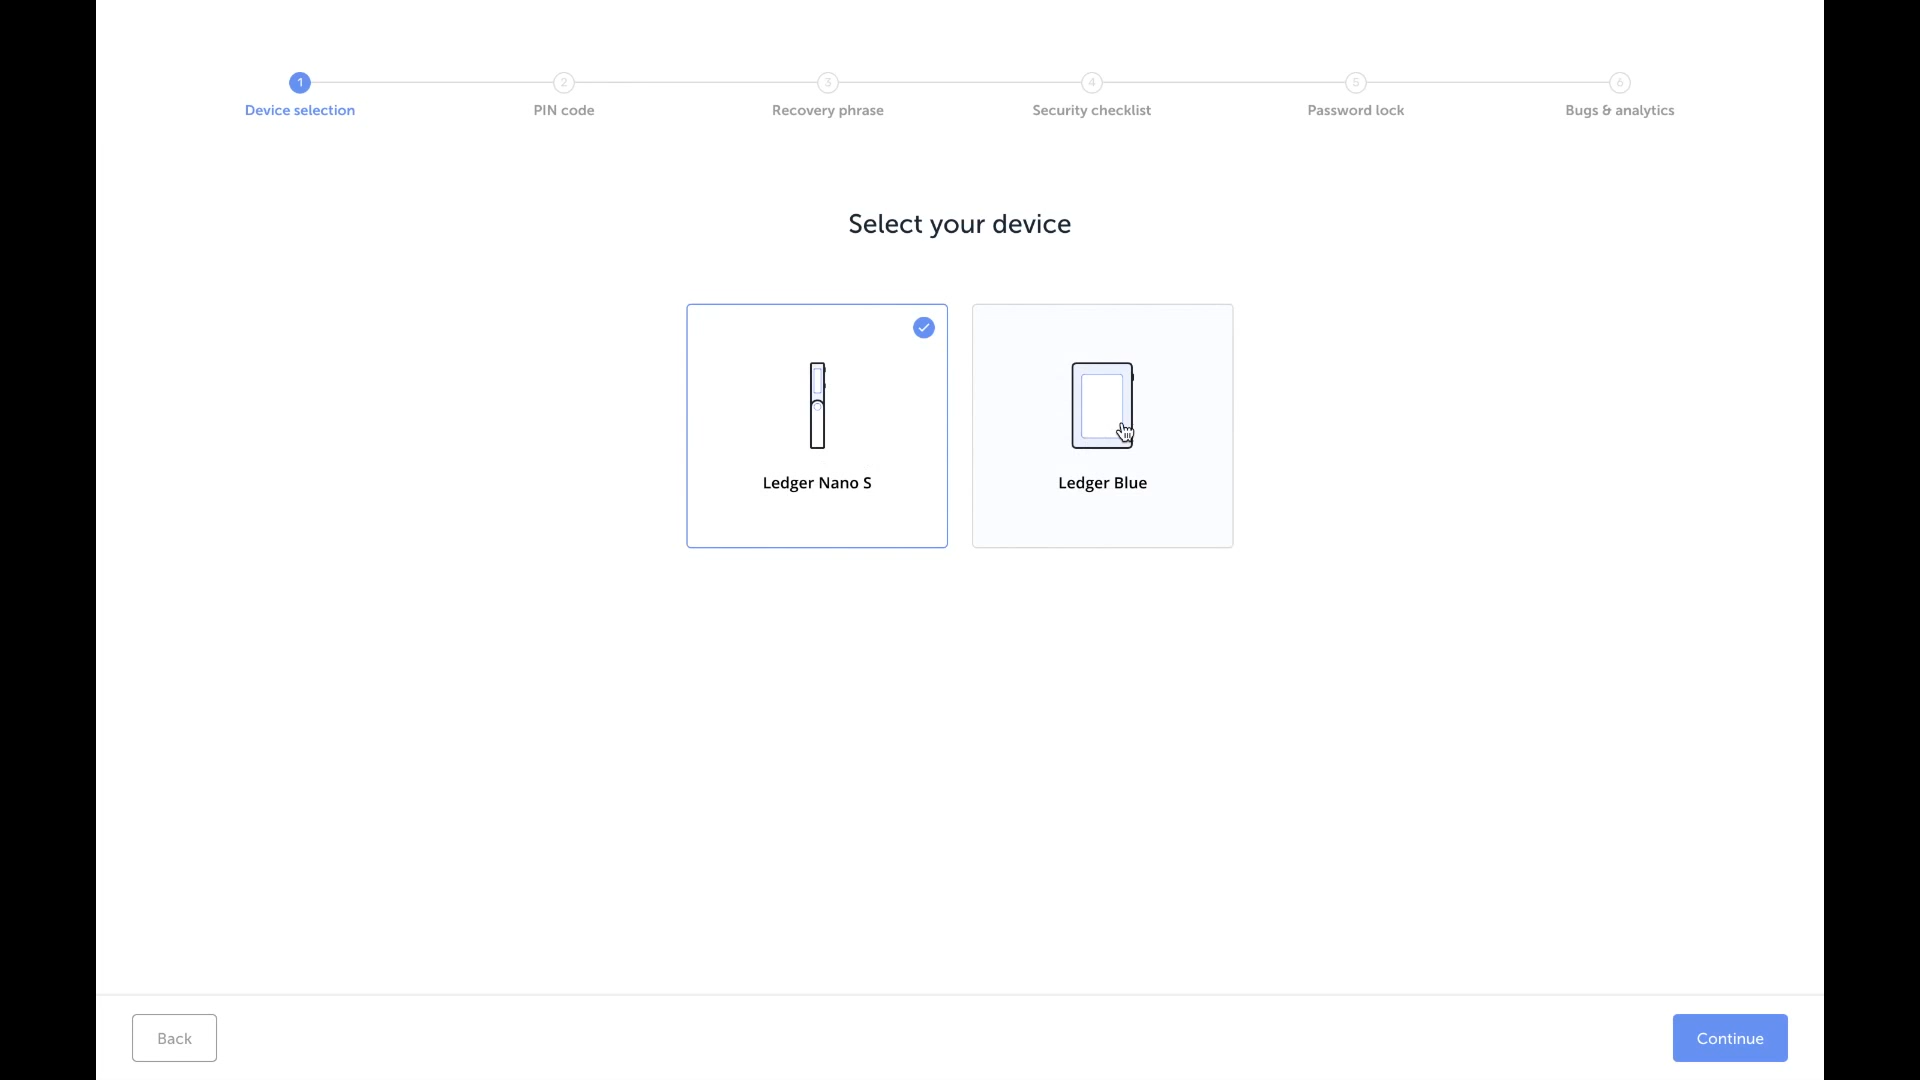 1 2 3 4 5 6
Device selection PIN code Recovery phrase Security checklist Password lock Bugs & analytics
Select your device
Ledger Nano S Ledger Blue
Back Continue